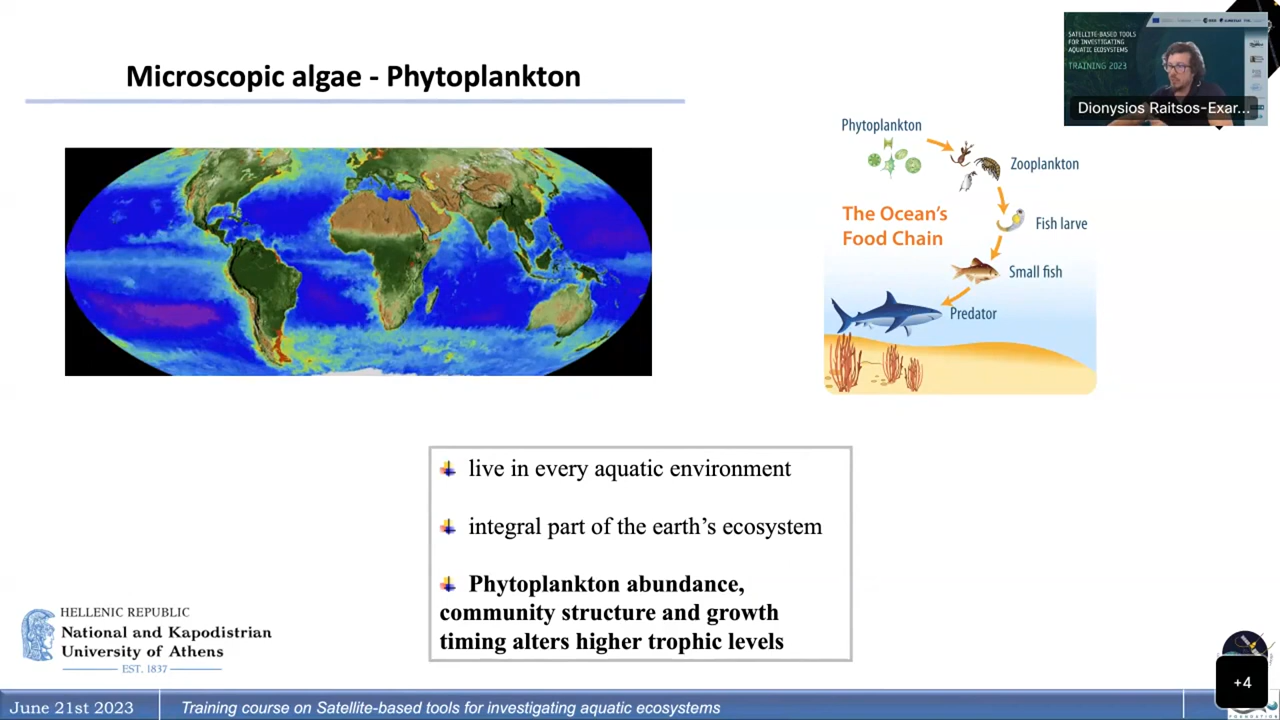 Microscopic algae - Phytoplankton
SATELLITE-BASED TOOLS
FOR INVESTIGATING
AQUATIC ECOSYSTEMS
TRAINING 2023
Dionysios Raitsos-Exar...
Phytoplankton
Zooplankton
The Ocean's
Food Chain
Fish larve
Small fish
Predator
live in every aquatic environment
integral part of the earth’s ecosystem
Phytoplankton abundance,
community structure and growth
timing alters higher trophic levels
HELLENIC REPUBLIC
National and Kapodistrian
University of Athens
EST. 1837
+4
June 21st 2023
Training course on Satellite-based tools for investigating aquatic ecosystems